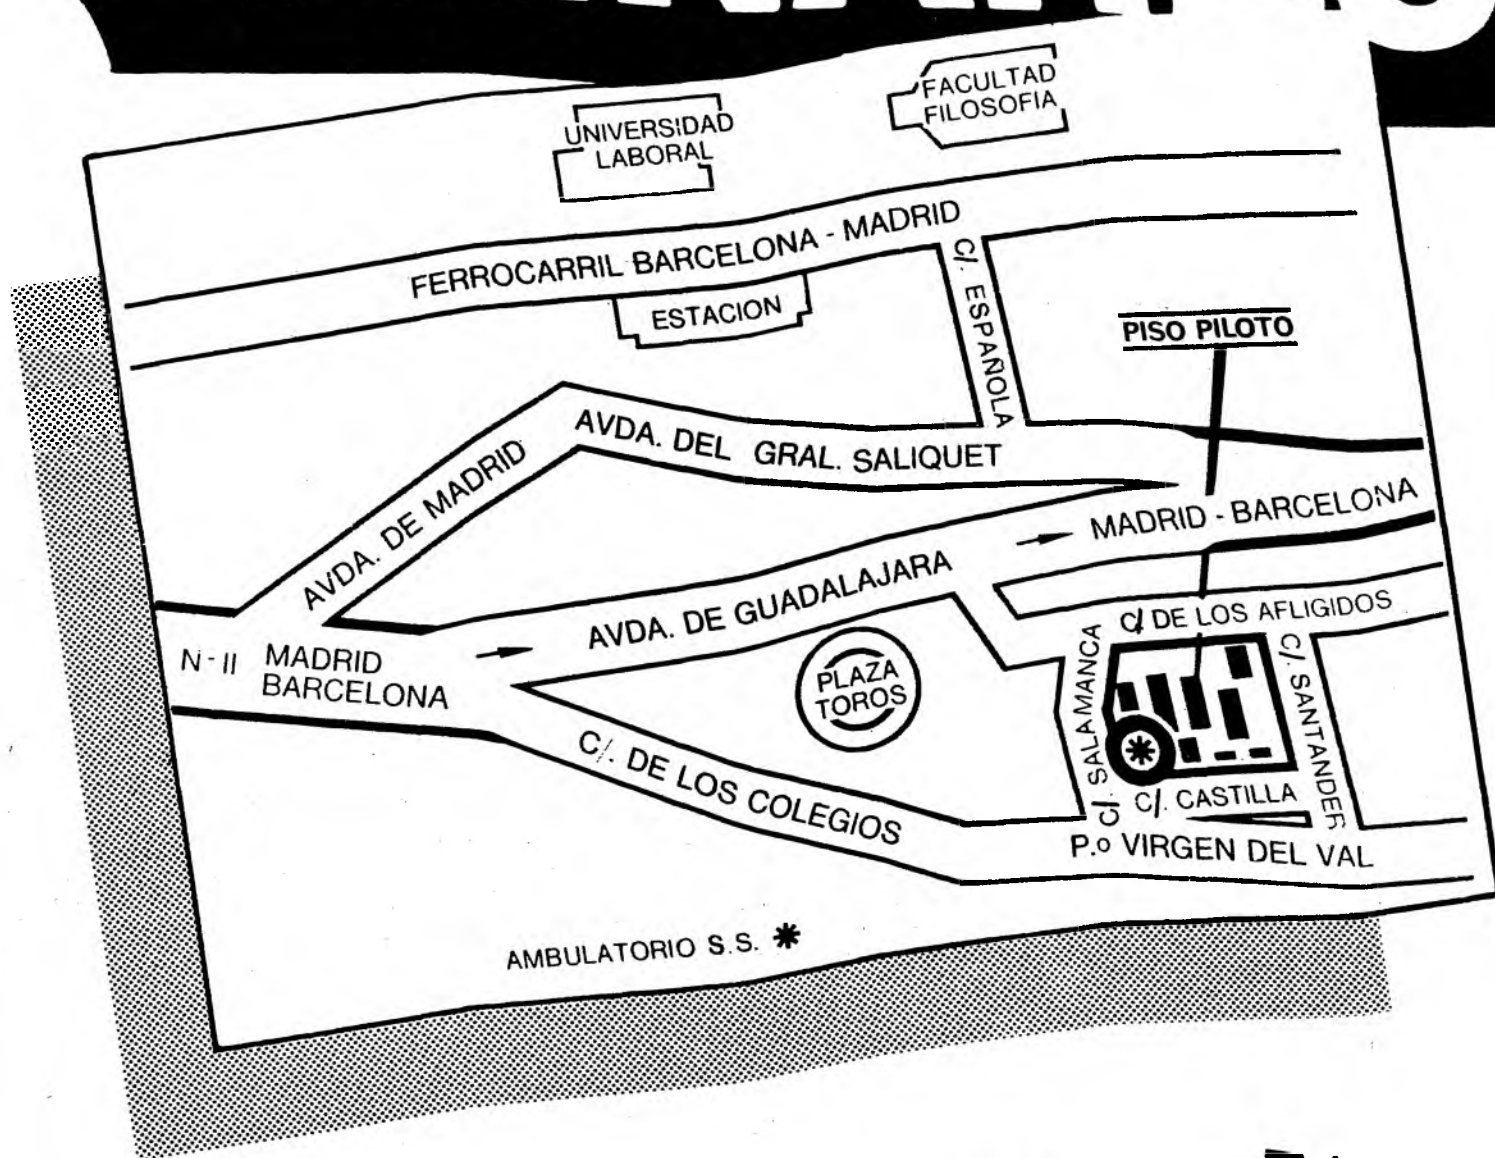 UNIVERSIDAD
LABORAL
FACULTAD
FILOSOFIA
FERROCARRIL BARCELONA - MADRID
ESTACION
C/. ESPAÑOLA
PISO PILOTO
AVDA. DE MADRID
AVDA. DEL GRAL. SALIQUET
MADRID - BARCELONA
AVDA. DE GUADALAJARA
N - II MADRID
BARCELONA
PLAZA
TOROS
C/ DE LOS AFLIGIDOS
C/. SALAMANCA
C/. SANTANDER
C/. CASTILLA
C/. DE LOS COLEGIOS
P.º VIRGEN DEL VAL
AMBULATORIO S.S. *